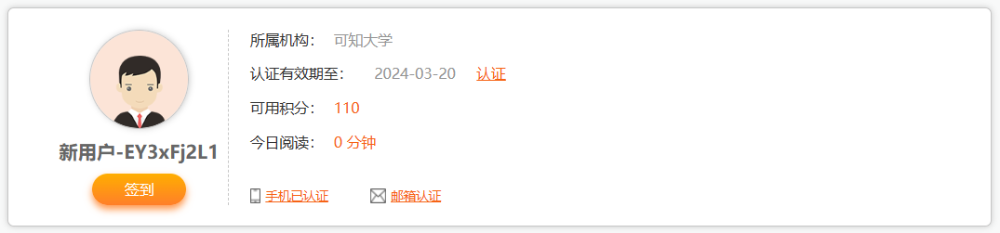 新用户-EY3xFj2L1
签到
所属机构： 可知大学
认证有效期至： 2024-03-20 认证
可用积分： 110
今日阅读： 0 分钟
手机已认证 邮箱认证